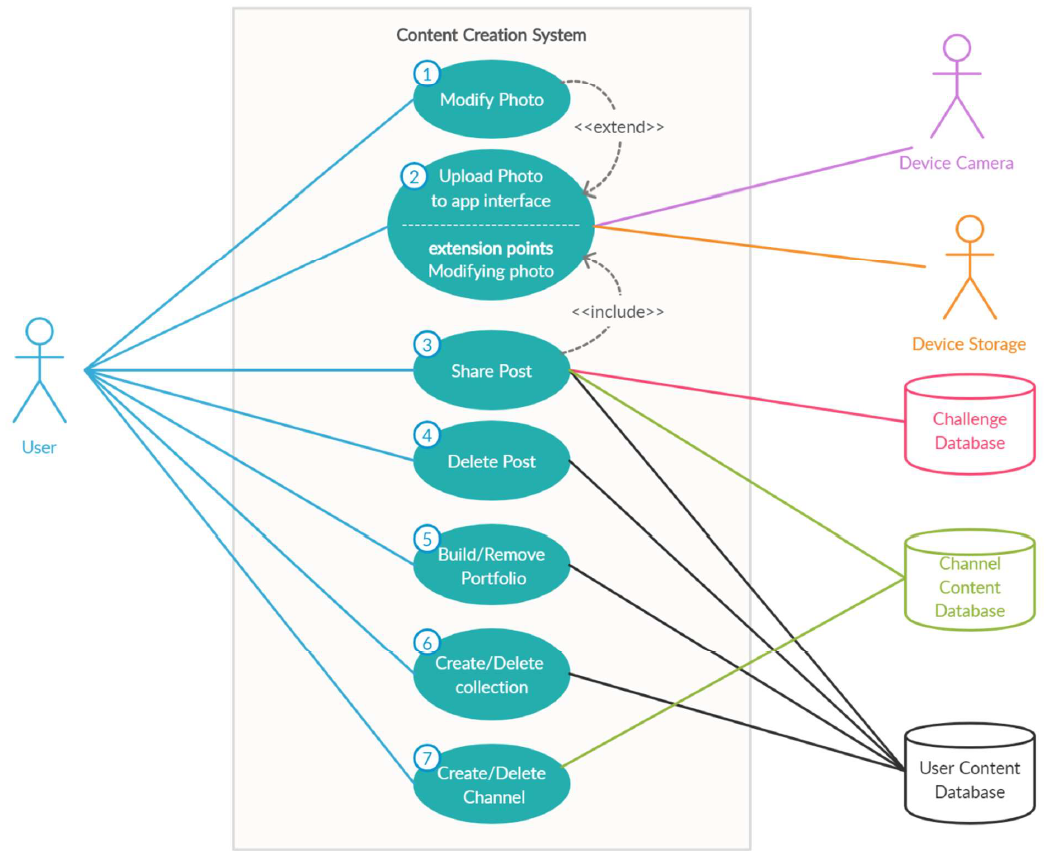 Content Creation System
1
Modify Photo
<<extend>>
2
Upload Photo
to app interface
extension points
Modifying photo
<<include>>
3
Share Post
4
Delete Post
5
Build/Remove
Portfolio
6
Create/Delete
collection
7
Create/Delete
Channel
User
Device Camera
Device Storage
Challenge
Database
Channel
Content
Database
User Content
Database